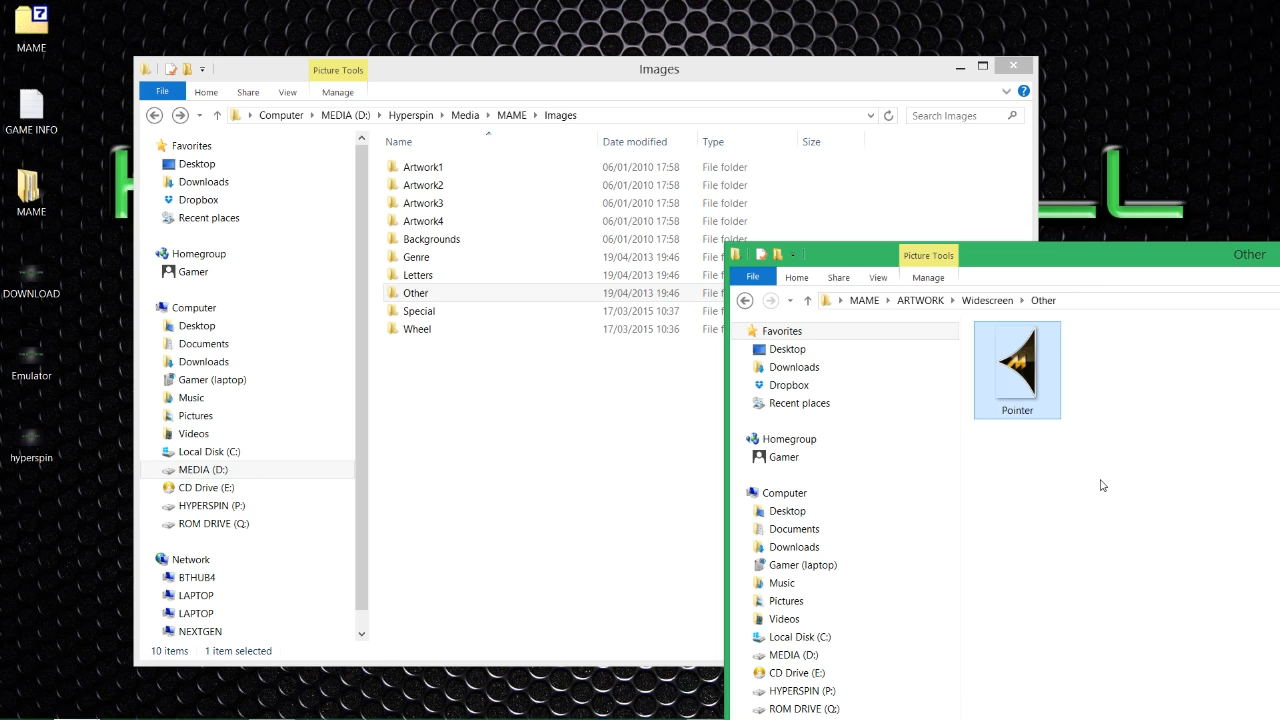 MAME
GAME INFO
MAME
DOWNLOAD
Emulator
hyperspin
Picture Tools
Images
File
Home
Share
View
Manage
Computer
MEDIA (D:)
Hyperspin
Media
MAME
Images
Search Images
Favorites
Desktop
Downloads
Dropbox
Recent places
Homegroup
Gamer
Computer
Desktop
Documents
Downloads
Gamer (laptop)
Music
Pictures
Videos
Local Disk (C:)
MEDIA (D:)
CD Drive (E:)
HYPERSPIN (P:)
ROM DRIVE (Q:)
Network
BTHUB4
LAPTOP
LAPTOP
NEXTGEN
Name Date modified Type Size
Artwork1 06/01/2010 17:58 File folder
Artwork2 06/01/2010 17:58 File folder
Artwork3 06/01/2010 17:58 File folder
Artwork4 06/01/2010 17:58 File folder
Backgrounds 06/01/2010 17:58 File folder
Genre 19/04/2013 19:46 File f
Letters 19/04/2013 19:46 File f
Other 19/04/2013 19:46 File f
Special 17/03/2015 10:37 File f
Wheel 17/03/2015 10:36 File f
10 items 1 item selected
Picture Tools
Other
File
Home
Share
View
Manage
MAME
ARTWORK
Widescreen
Other
Favorites
Desktop
Downloads
Dropbox
Recent places
Homegroup
Gamer
Computer
Desktop
Documents
Downloads
Gamer (laptop)
Music
Pictures
Videos
Local Disk (C:)
MEDIA (D:)
CD Drive (E:)
HYPERSPIN (P:)
ROM DRIVE (Q:)
Pointer